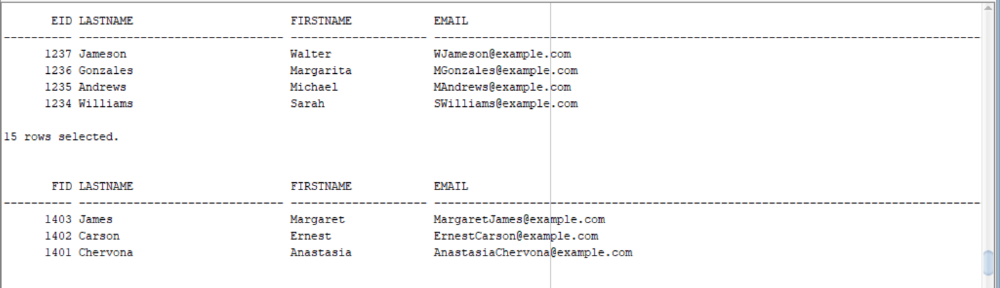 EID LASTNAME FIRSTNAME EMAIL
---------- ------------------------------ -------------------- --------------------------------------------------------------------------------
1237 Jameson Walter WJameson@example.com
1236 Gonzales Margarita MGonzales@example.com
1235 Andrews Michael MAndrews@example.com
1234 Williams Sarah SWilliams@example.com
15 rows selected.
FID LASTNAME FIRSTNAME EMAIL
---------- ------------------------------ -------------------- --------------------------------------------------------------------------------
1403 James Margaret MargaretJames@example.com
1402 Carson Ernest ErnestCarson@example.com
1401 Chervona Anastasia AnastasiaChervona@example.com